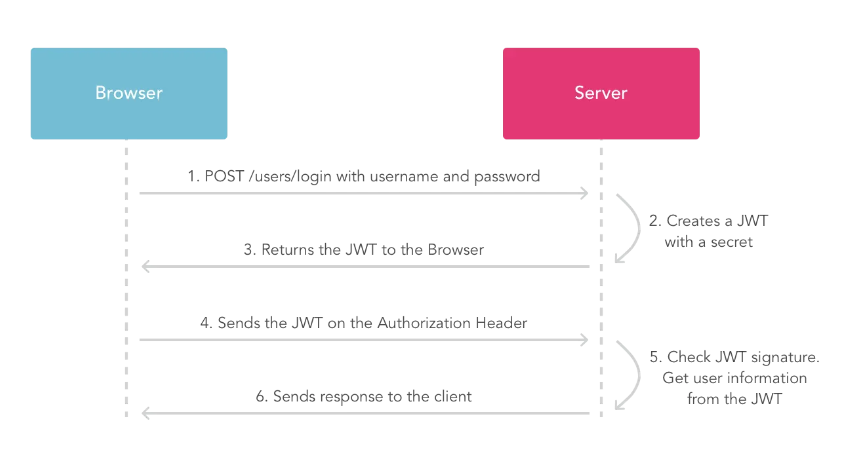 Browser
Server
1. POST /users/login with username and password
2. Creates a JWT
with a secret
3. Returns the JWT to the Browser
4. Sends the JWT on the Authorization Header
5. Check JWT signature.
Get user information
from the JWT
6. Sends response to the client